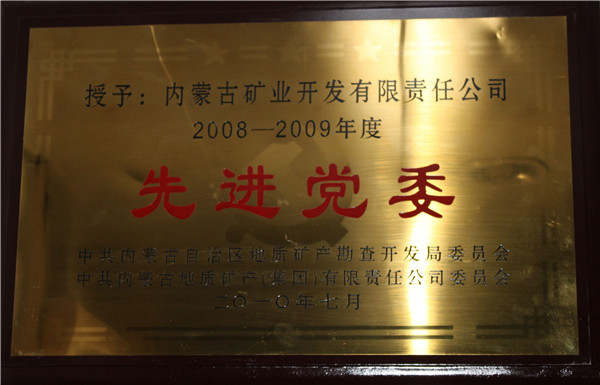 授予：内蒙古矿业开发有限责任公司
2008—2009年度
先进党委
中共内蒙古自治区地质矿产勘查开发局委员会
中共内蒙古地质矿产(集团)有限责任公司委员会
二〇一〇年七月